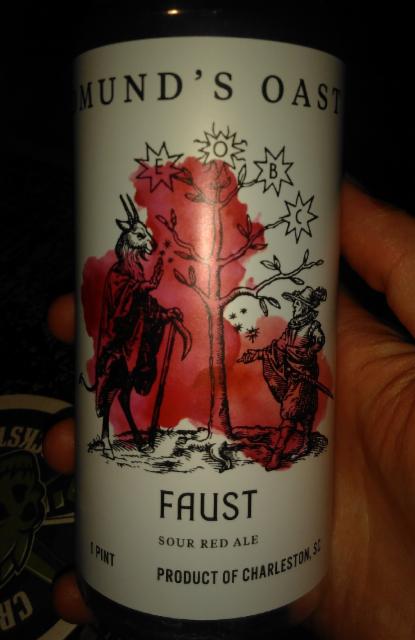 MUND'S OAST
E O B C
FAUST
SOUR RED ALE
1 PINT
PRODUCT OF CHARLESTON, SC